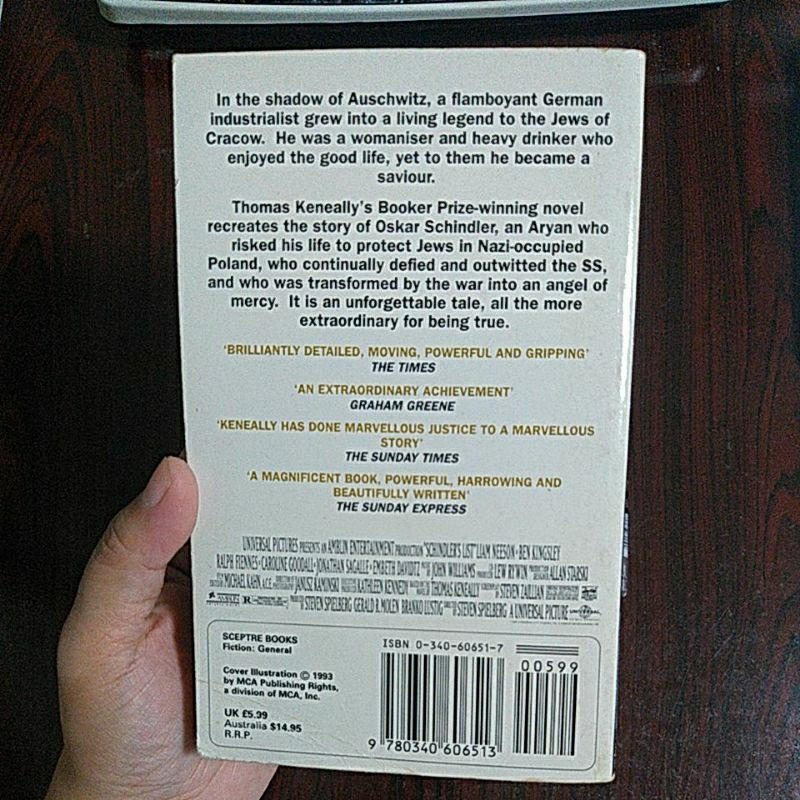 In the shadow of Auschwitz, a flamboyant German
industrialist grew into a living legend to the Jews of
Cracow. He was a womaniser and heavy drinker who
enjoyed the good life, yet to them he became a
saviour.
Thomas Keneally's Booker Prize-winning novel
recreates the story of Oskar Schindler, an Aryan who
risked his life to protect Jews in Nazi-occupied
Poland, who continually defied and outwitted the SS,
and who was transformed by the war into an angel of
mercy. It is an unforgettable tale, all the more
extraordinary for being true.
'BRILLIANTLY DETAILED, MOVING, POWERFUL AND GRIPPING'
THE TIMES
'AN EXTRAORDINARY ACHIEVEMENT'
GRAHAM GREENE
'KENEALLY HAS DONE MARVELLOUS JUSTICE TO A MARVELLOUS
STORY'
THE SUNDAY TIMES
'A MAGNIFICENT BOOK, POWERFUL, HARROWING AND
BEAUTIFULLY WRITTEN'
THE SUNDAY EXPRESS
UNIVERSAL PICTURES PRESENTS AN AMBLIN ENTERTAINMENT PRODUCTION "SCHINDLER'S LIST" LIAM NEESON • BEN KINGSLEY
RALPH FIENNES • CAROLINE GOODALL • JONATHAN SAGALLE • EMBETH DAVIDTZ JOHN WILLIAMS LEW RYWIN ALLAN STARSKI
MICHAEL KAHN, A.C.E. JANUSZ KAMINSKI KATHLEEN KENNEDY THOMAS KENEALLY STEVEN ZAILLIAN
R STEVEN SPIELBERG GERALD R. MOLEN BRANKO LUSTIG STEVEN SPIELBERG A UNIVERSAL PICTURE
SCEPTRE BOOKS
Fiction: General
Cover Illustration © 1993
by MCA Publishing Rights,
a division of MCA, Inc.
UK £5.99
Australia $14.95
R.R.P.
ISBN 0-340-60651-7
00599
9 780340 606513